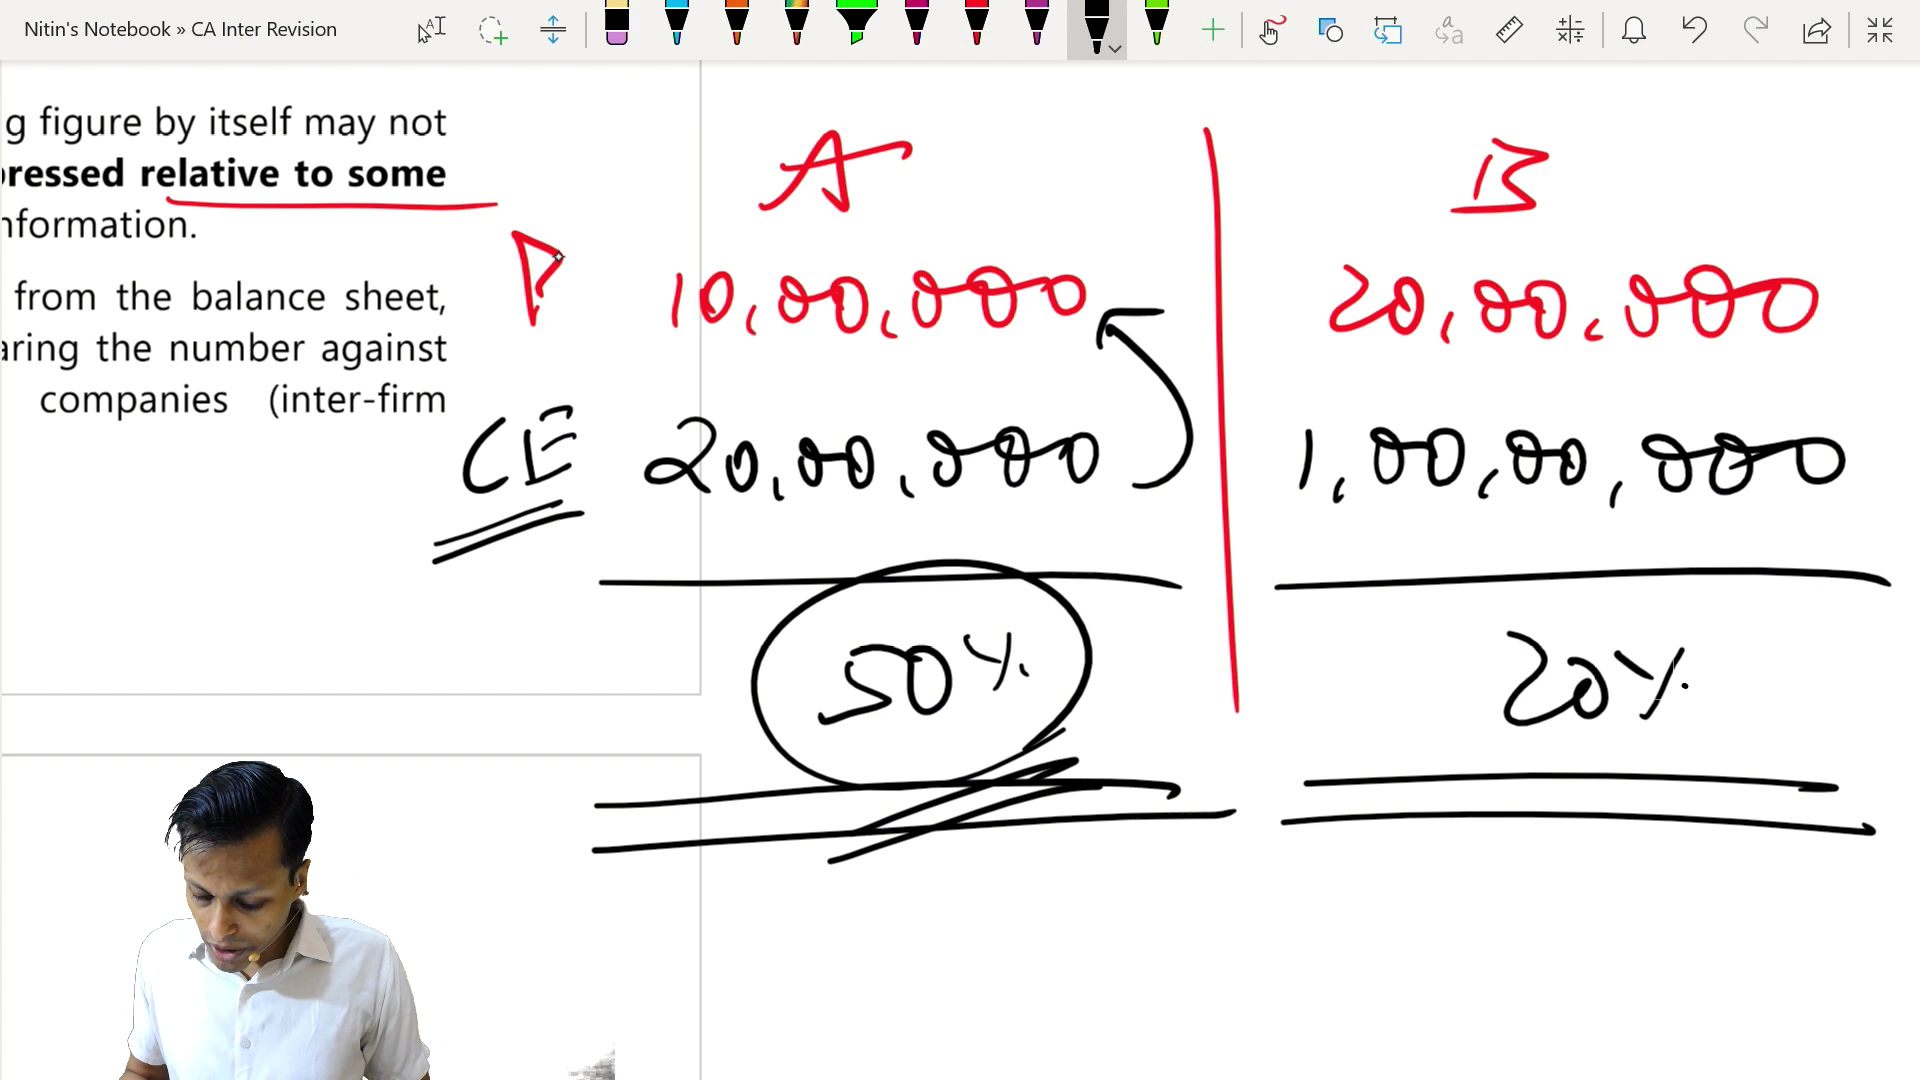 Nitin's Notebook » CA Inter Revision
g figure by itself may not
pressed relative to some
nformation.
from the balance sheet,
aring the number against
companies (inter-firm
A B
P 10,00,000 20,00,000
CE 20,00,000 1,00,00,000
50% 20%